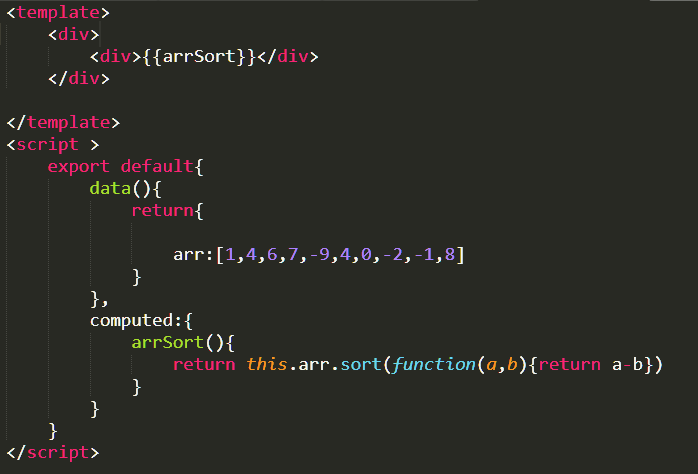 <template>
    <div>
        <div>{{arrSort}}</div>
    </div>

</template>
<script >
    export default{
        data(){
            return{

                arr:[1,4,6,7,-9,4,0,-2,-1,8]
            }
        },
        computed:{
            arrSort(){
                return this.arr.sort(function(a,b){return a-b})
            }
        }
    }
</script>